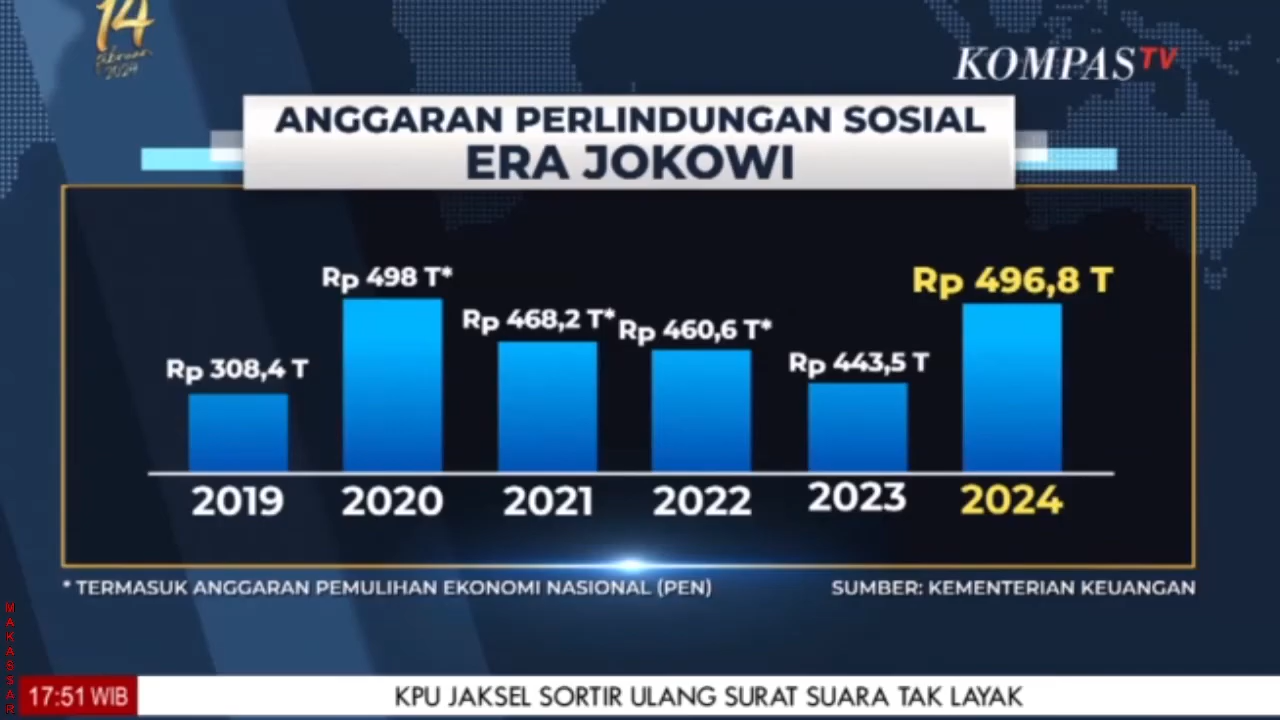 14
Februari
2024
KOMPAS TV
ANGGARAN PERLINDUNGAN SOSIAL
ERA JOKOWI
Rp 308,4 T
Rp 498 T*
Rp 468,2 T*
Rp 460,6 T*
Rp 443,5 T
Rp 496,8 T
2019
2020
2021
2022
2023
2024
* TERMASUK ANGGARAN PEMULIHAN EKONOMI NASIONAL (PEN)
SUMBER: KEMENTERIAN KEUANGAN
MAKASSAR
17:51 WIB
KPU JAKSEL SORTIR ULANG SURAT SUARA TAK LAYAK